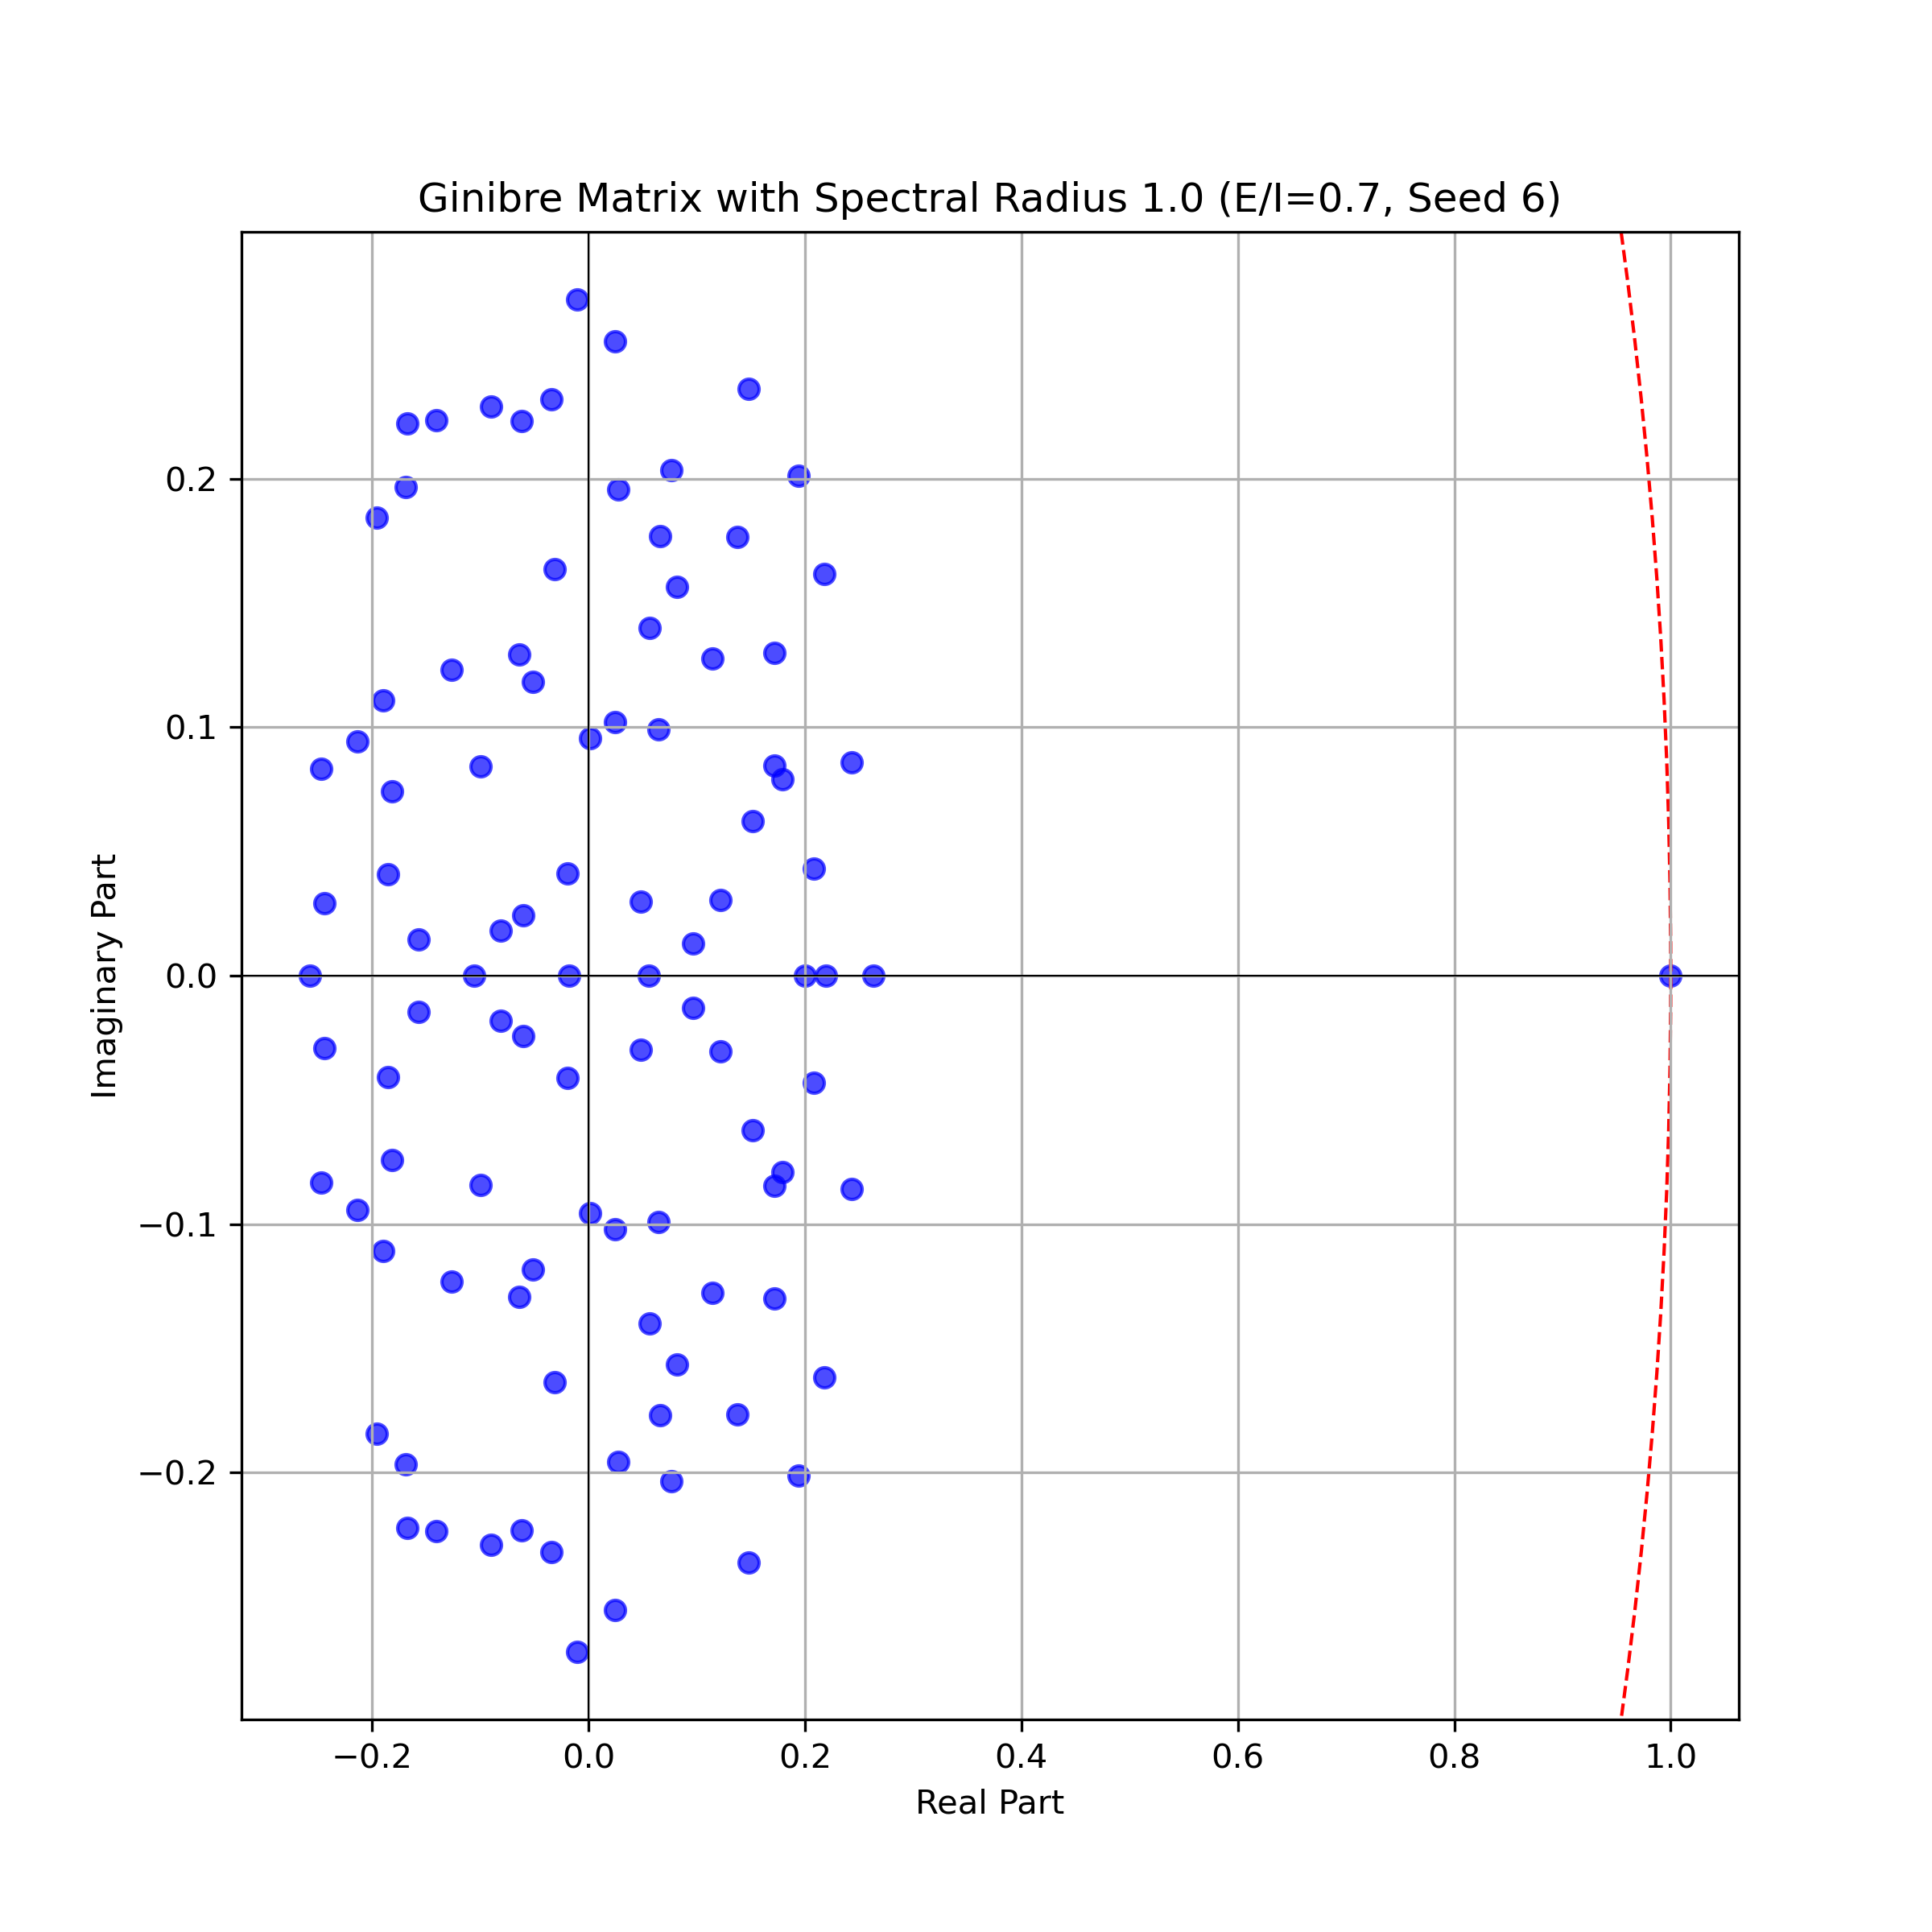 Ginibre Matrix with Spectral Radius 1.0 (E/I=0.7, Seed 6)
Imaginary Part
0.2
0.1
0.0
−0.1
−0.2
−0.2 0.0 0.2 0.4 0.6 0.8 1.0
Real Part